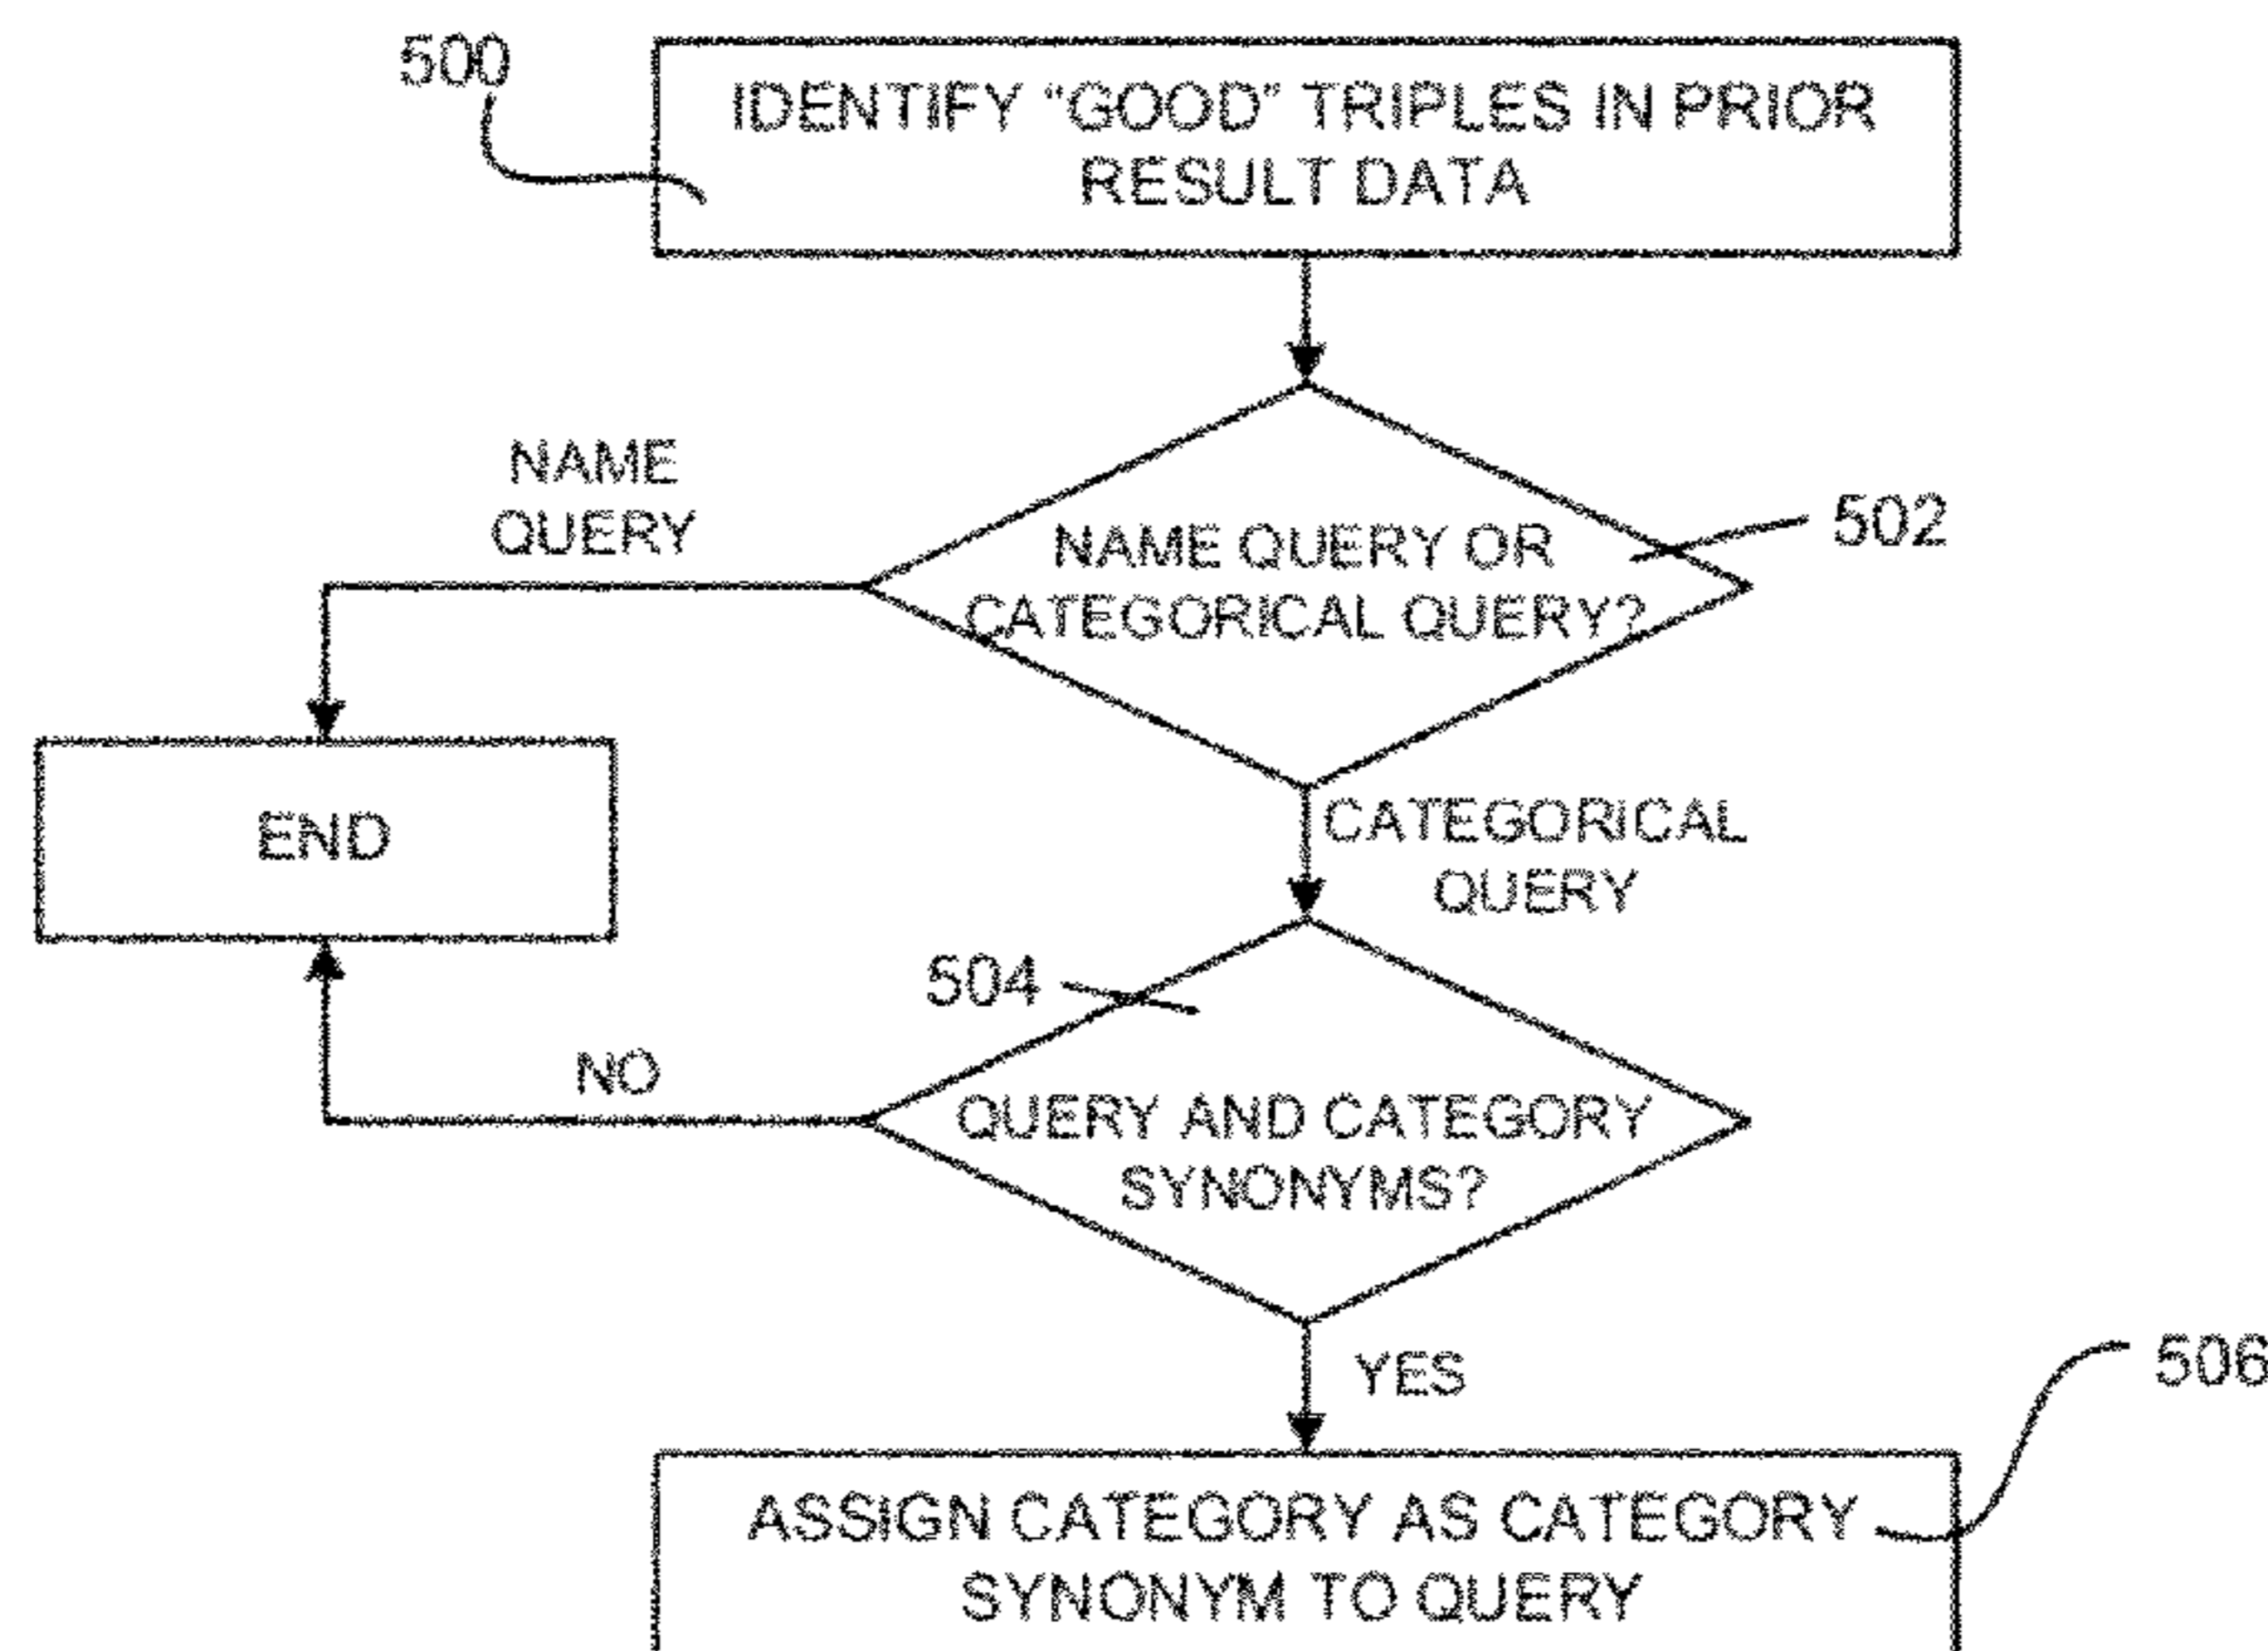 500
IDENTIFY “GOOD” TRIPLES IN PRIOR
RESULT DATA
NAME
QUERY
NAME QUERY OR
CATEGORICAL QUERY?
502
END
CATEGORICAL
QUERY
504
NO
QUERY AND CATEGORY
SYNONYMS?
YES
506
ASSIGN CATEGORY AS CATEGORY
SYNONYM TO QUERY